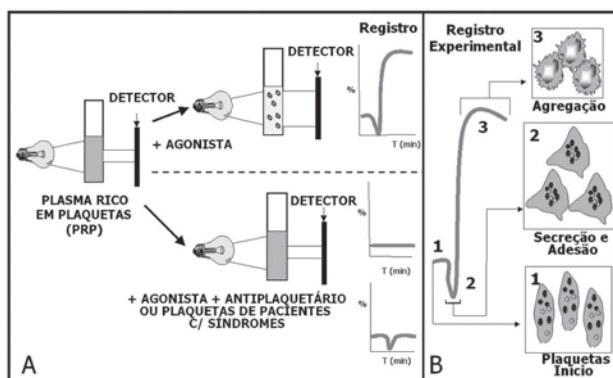 A
Registro
DETECTOR
%
T (min)
DETECTOR
+ AGONISTA
PLASMA RICO
EM PLAQUETAS
(PRP)
DETECTOR
%
T (min)
+ AGONISTA + ANTIPLAQUETÁRIO
OU PLAQUETAS DE PACIENTES
C/ SÍNDROMES
%
T (min)
B
Registro
Experimental
%
1
2
3
3
Agregação
2
Secreção e
Adesão
1
Plaquetas
Início